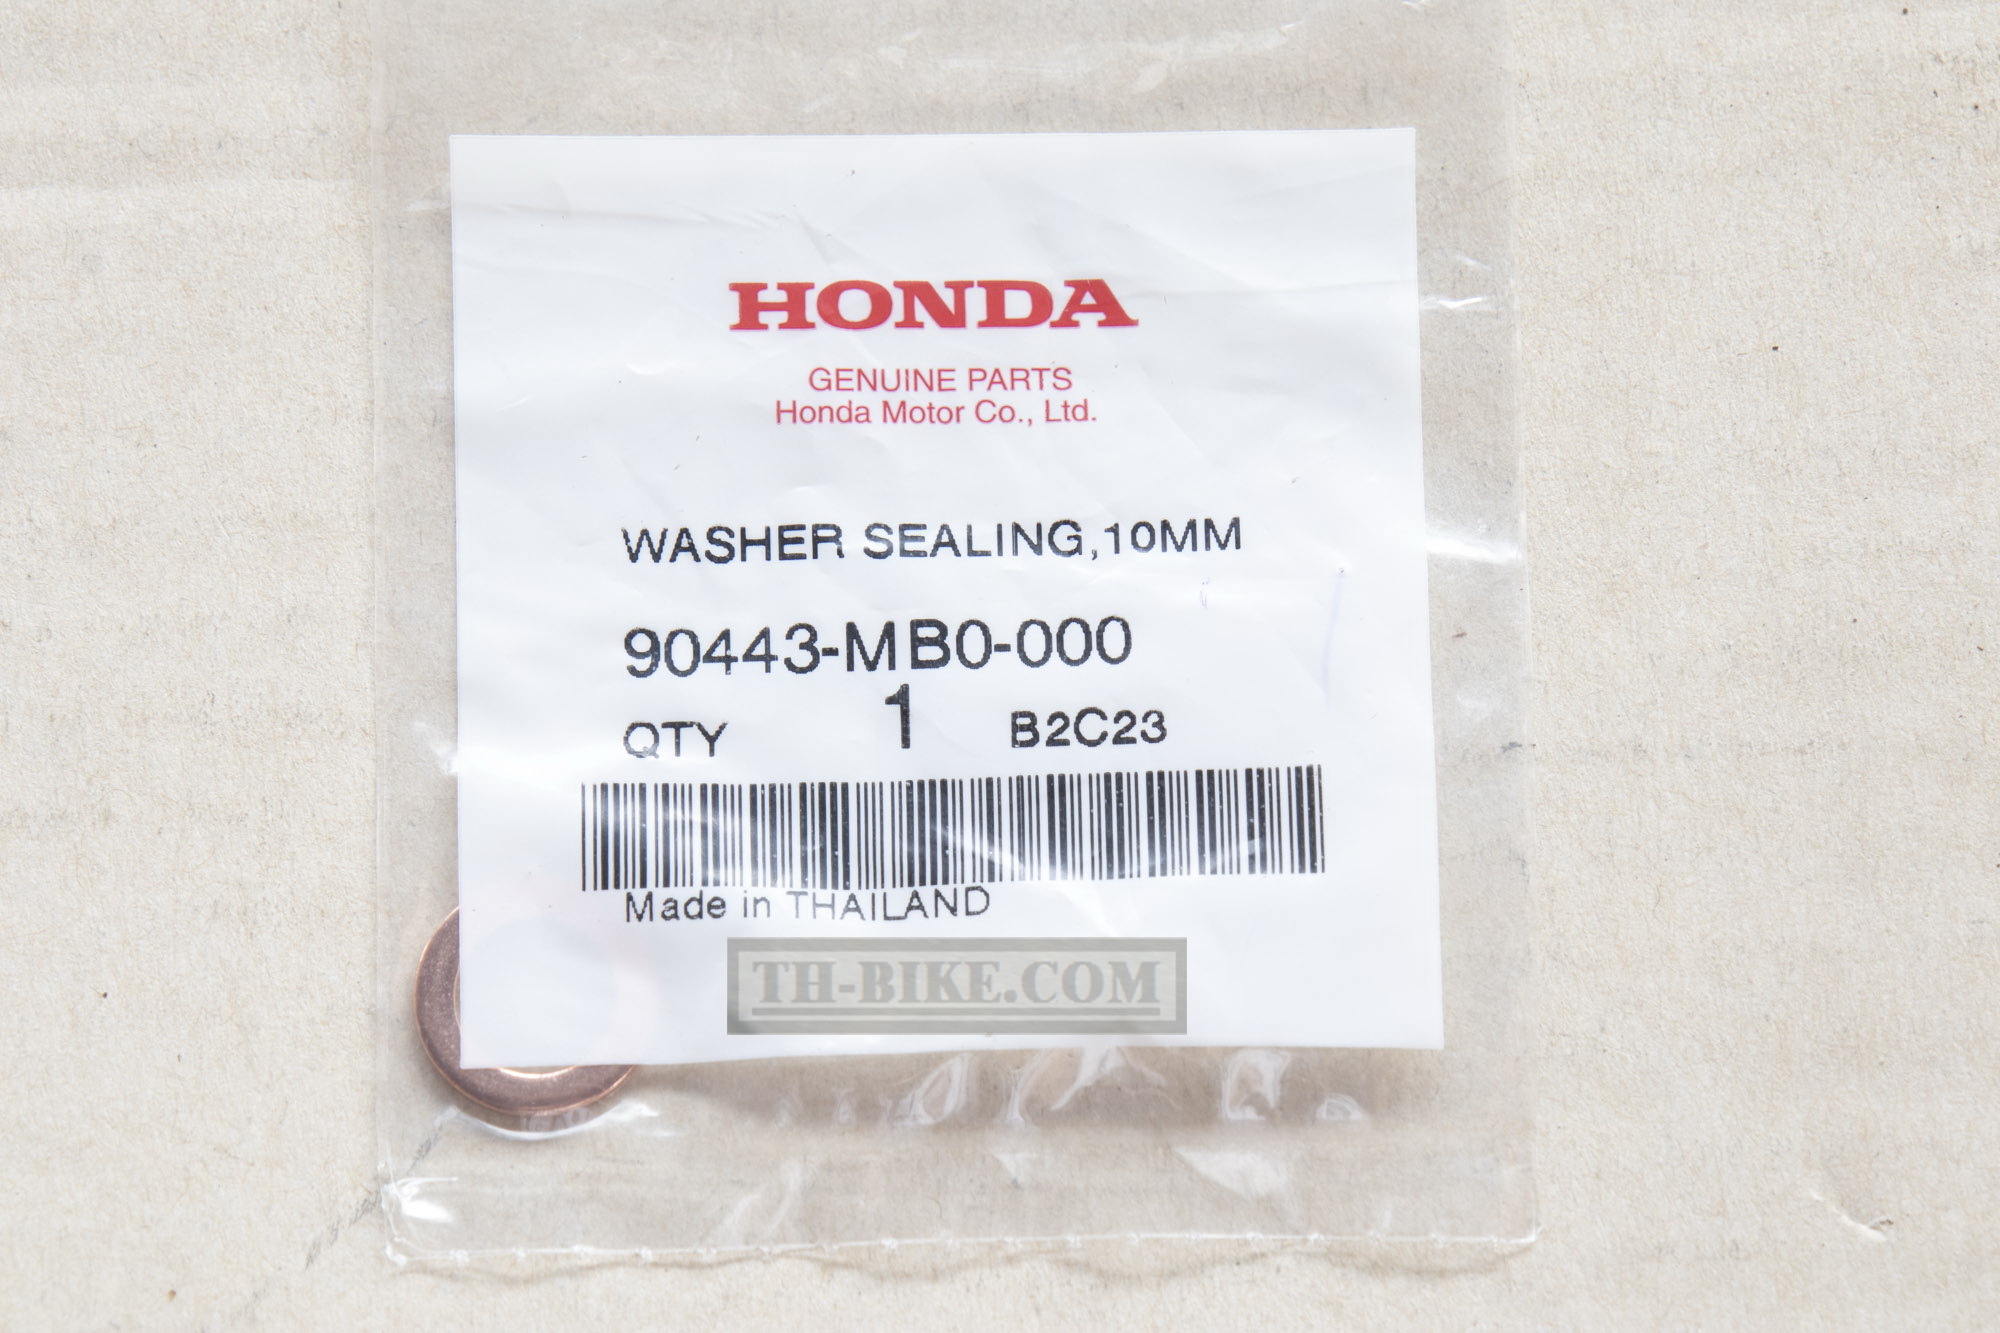 HONDA
GENUINE PARTS
Honda Motor Co., Ltd.
WASHER SEALING,10MM
90443-MB0-000
QTY 1 B2C23
Made in THAILAND
TH-BIKE.COM